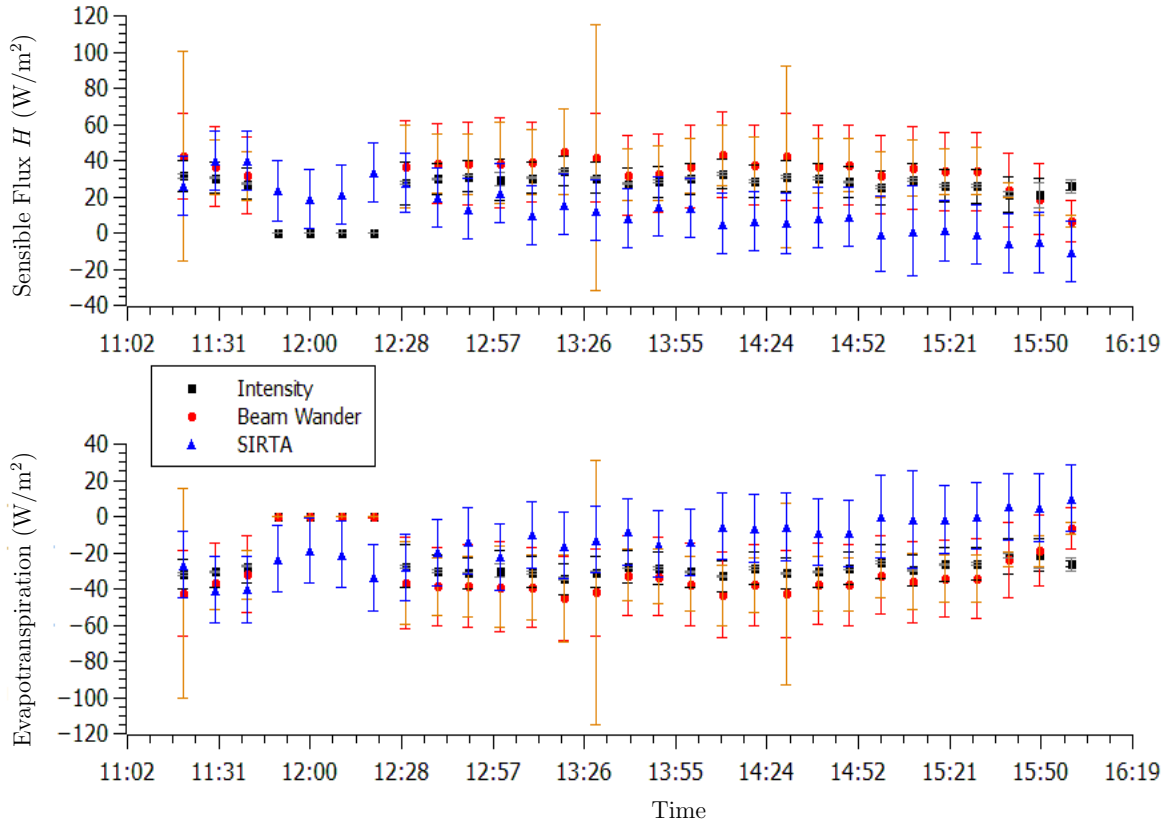 Sensible Flux H (W/m²)
120
100
80
60
40
20
0
−20
−40
11:02 11:31 12:00 12:28 12:57 13:26 13:55 14:24 14:52 15:21 15:50 16:19
Intensity
Beam Wander
SIRTA
Evapotranspiration (W/m²)
40
20
0
−20
−40
−60
−80
−100
−120
11:02 11:31 12:00 12:28 12:57 13:26 13:55 14:24 14:52 15:21 15:50 16:19
Time